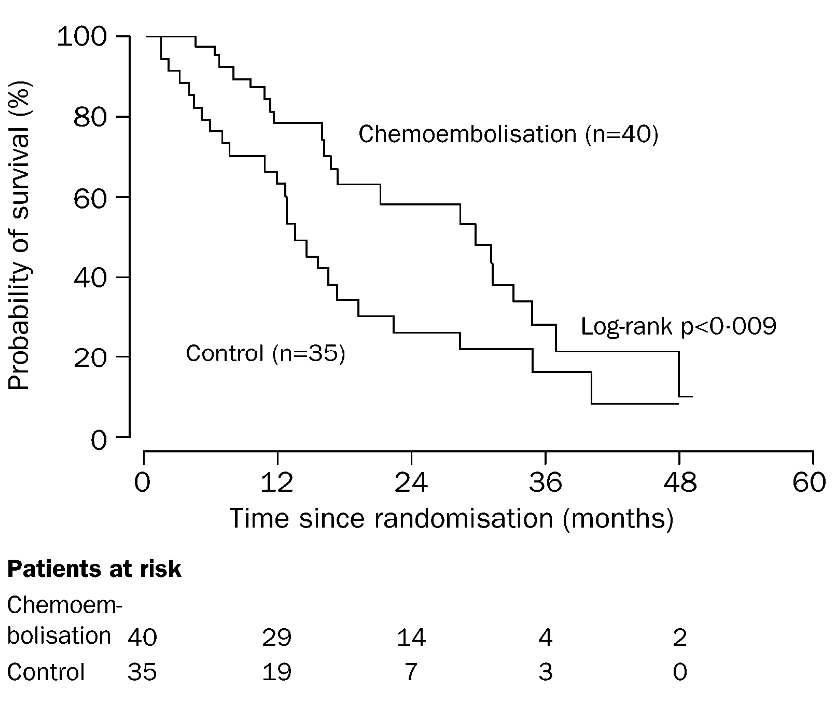 Probability of survival (%)
100
80
60
40
20
0
Chemoembolisation (n=40)
Log-rank p<0·009
Control (n=35)
0 12 24 36 48 60
Time since randomisation (months)
Patients at risk
Chemoem-
bolisation 40 29 14 4 2
Control 35 19 7 3 0